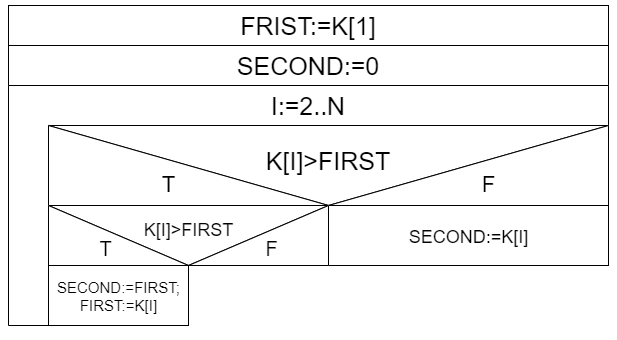 FRIST:=K[1]
SECOND:=0
I:=2..N
K[I]>FIRST
T
F
K[I]>FIRST
T
F
SECOND:=K[I]
SECOND:=FIRST;
FIRST:=K[I]